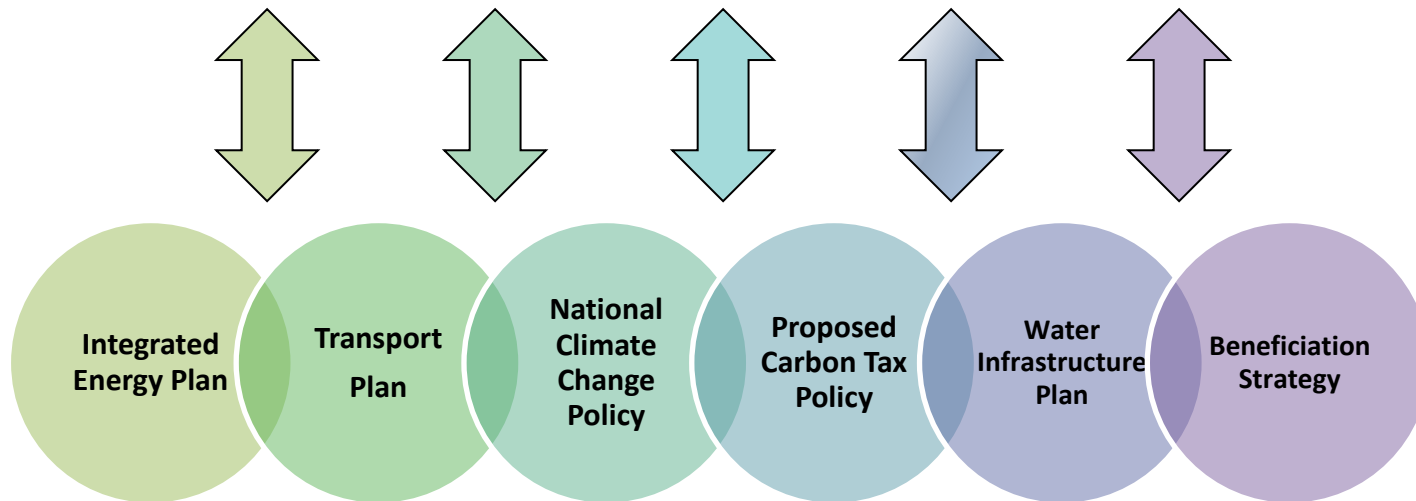 Integrated
Energy Plan
Transport
Plan
National
Climate
Change
Policy
Proposed
Carbon Tax
Policy
Water
Infrastructure
Plan
Beneficiation
Strategy